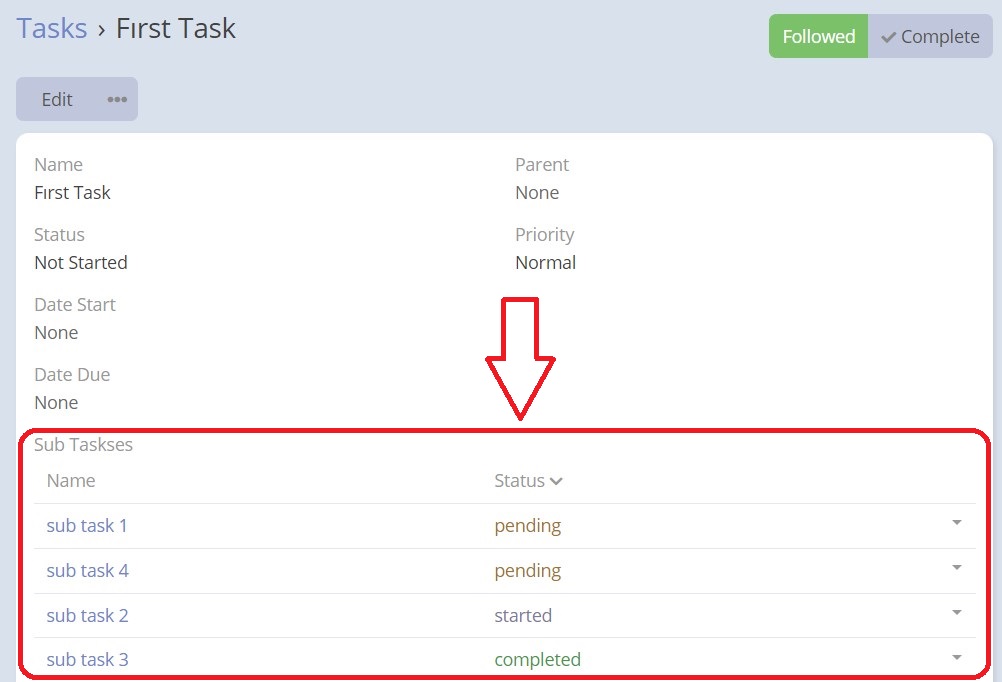 Tasks › First Task
Followed
Complete
Edit
Name
First Task
Parent
None
Status
Not Started
Priority
Normal
Date Start
None
Date Due
None
Sub Taskses
Name Status
sub task 1 pending
sub task 4 pending
sub task 2 started
sub task 3 completed